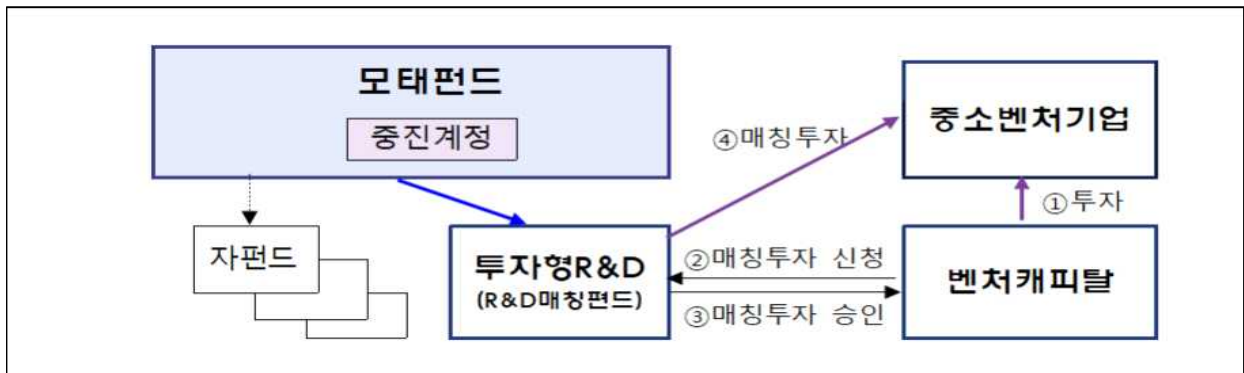 모태펀드
중진계정
중소벤처기업
④매칭투자
①투자
자펀드
투자형R&D
(R&D매칭펀드)
②매칭투자 신청
③매칭투자 승인
벤처캐피탈